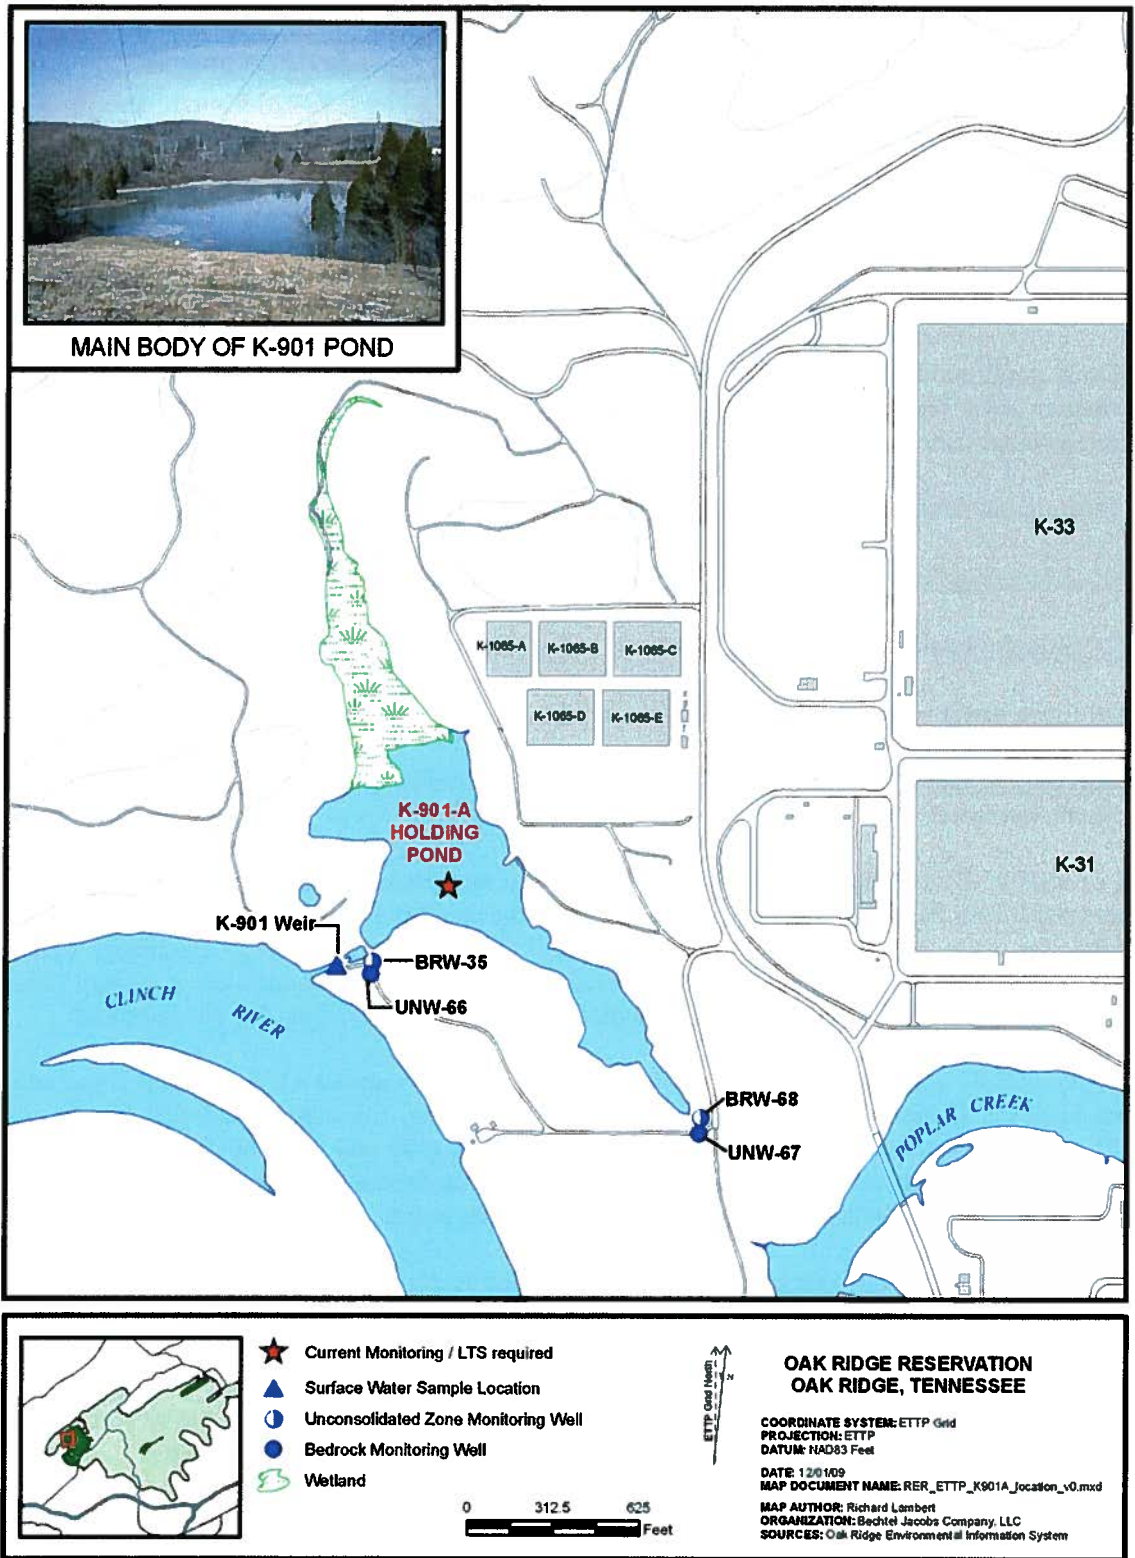 MAIN BODY OF K-901 POND
K-33
K-1065-A
K-1065-B
K-1065-C
K-1065-D
K-1065-E
K-901-A
HOLDING
POND
K-31
K-901 Weir
BRW-35
UNW-66
CLINCH
RIVER
BRW-68
UNW-67
POPLAR CREEK
Current Monitoring / LTS required
Surface Water Sample Location
Unconsolidated Zone Monitoring Well
Bedrock Monitoring Well
Wetland
0 312.5 625
Feet
ETTP Grid North
N
OAK RIDGE RESERVATION
OAK RIDGE, TENNESSEE
COORDINATE SYSTEM: ETTP Grid
PROJECTION: ETTP
DATUM: NAD83 Feet
DATE: 12/01/09
MAP DOCUMENT NAME: RER_ETTP_K901A_location_v0.mxd
MAP AUTHOR: Richard Lambert
ORGANIZATION: Bechtel Jacobs Company, LLC
SOURCES: Oak Ridge Environmental Information System